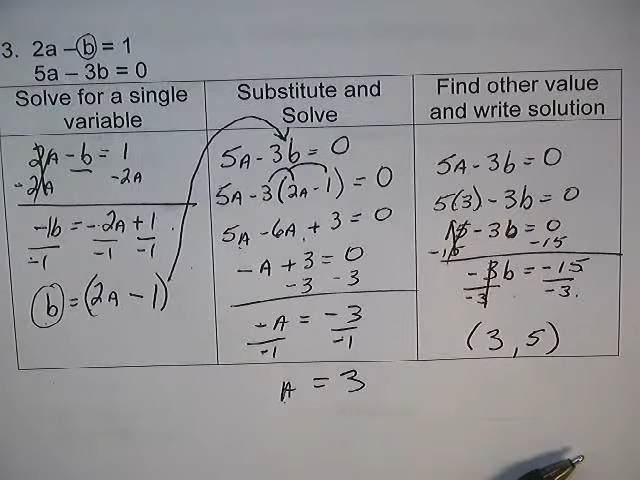 3. 2a – b = 1
5a – 3b = 0
Solve for a single variable
2A - b = 1
-2A -2A
-1b = -2A + 1
-1 -1 -1
b = (2A - 1)
Substitute and Solve
5A - 3b = 0
5A - 3(2A - 1) = 0
5A - 6A + 3 = 0
-A + 3 = 0
-3 -3
-A = -3
-1 -1
A = 3
Find other value and write solution
5A - 3b = 0
5(3) - 3b = 0
15 - 3b = 0
-15 -15
-3b = -15
-3 -3
(3, 5)